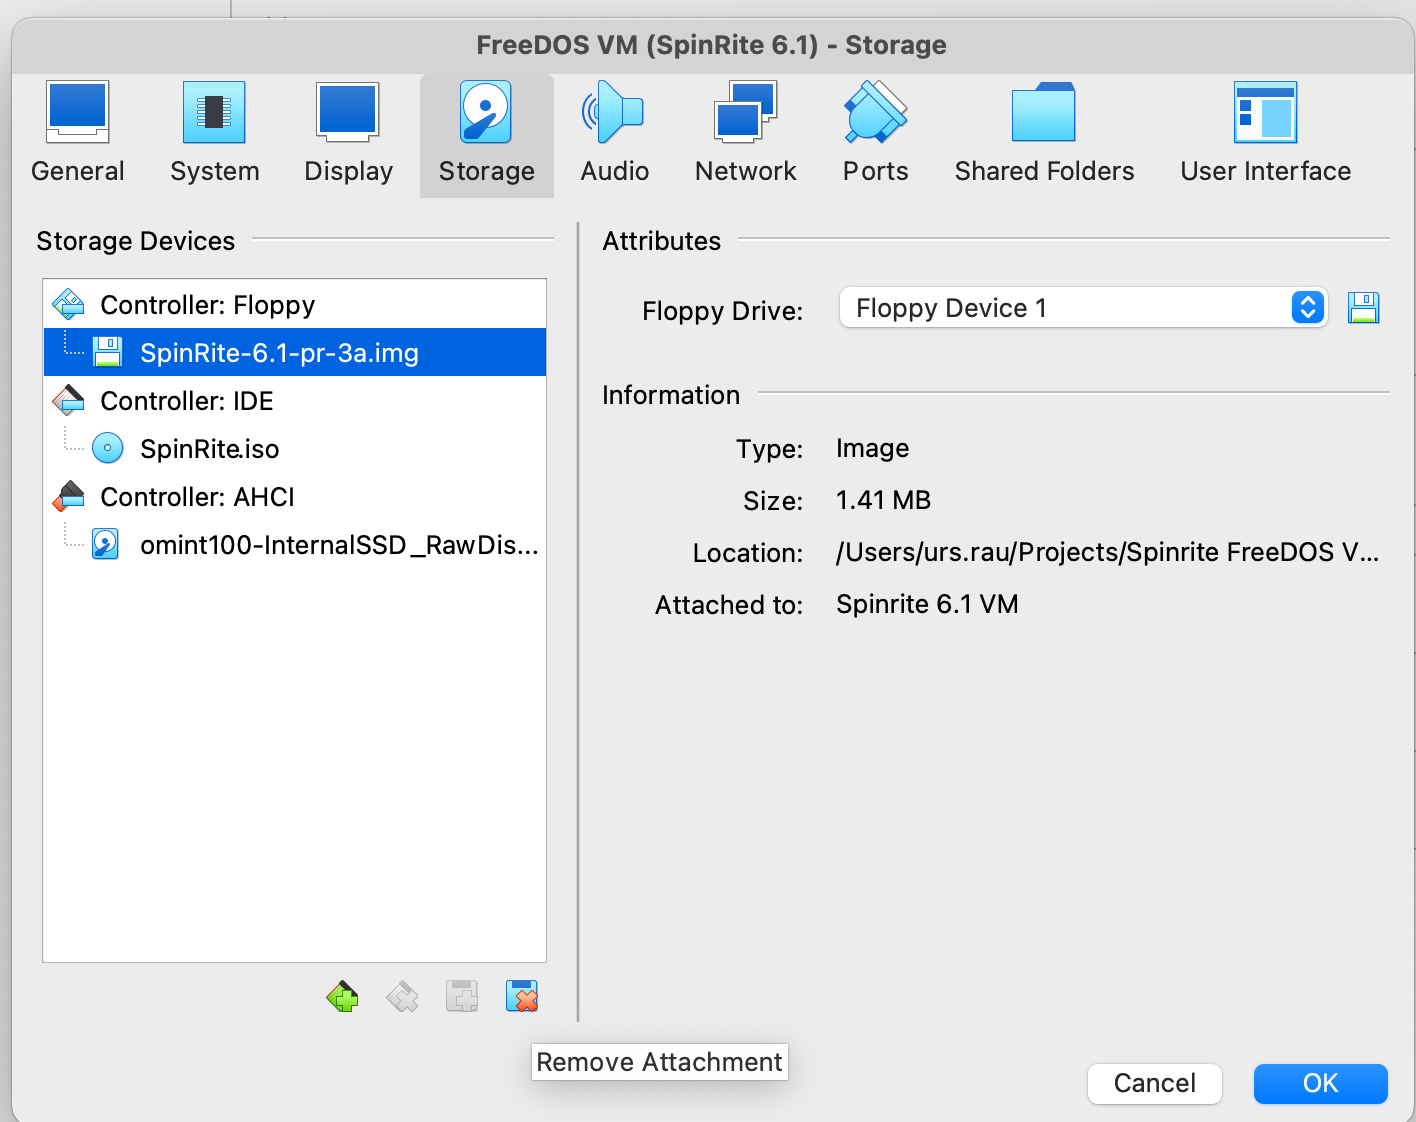 FreeDOS VM (SpinRite 6.1) - Storage
General System Display Storage Audio Network Ports Shared Folders User Interface
Storage Devices
Controller: Floppy
SpinRite-6.1-pr-3a.img
Controller: IDE
SpinRite.iso
Controller: AHCI
omint100-InternalSSD_RawDis...
Attributes
Floppy Drive: Floppy Device 1
Information
Type: Image
Size: 1.41 MB
Location: /Users/urs.rau/Projects/Spinrite FreeDOS V...
Attached to: Spinrite 6.1 VM
Remove Attachment
Cancel OK